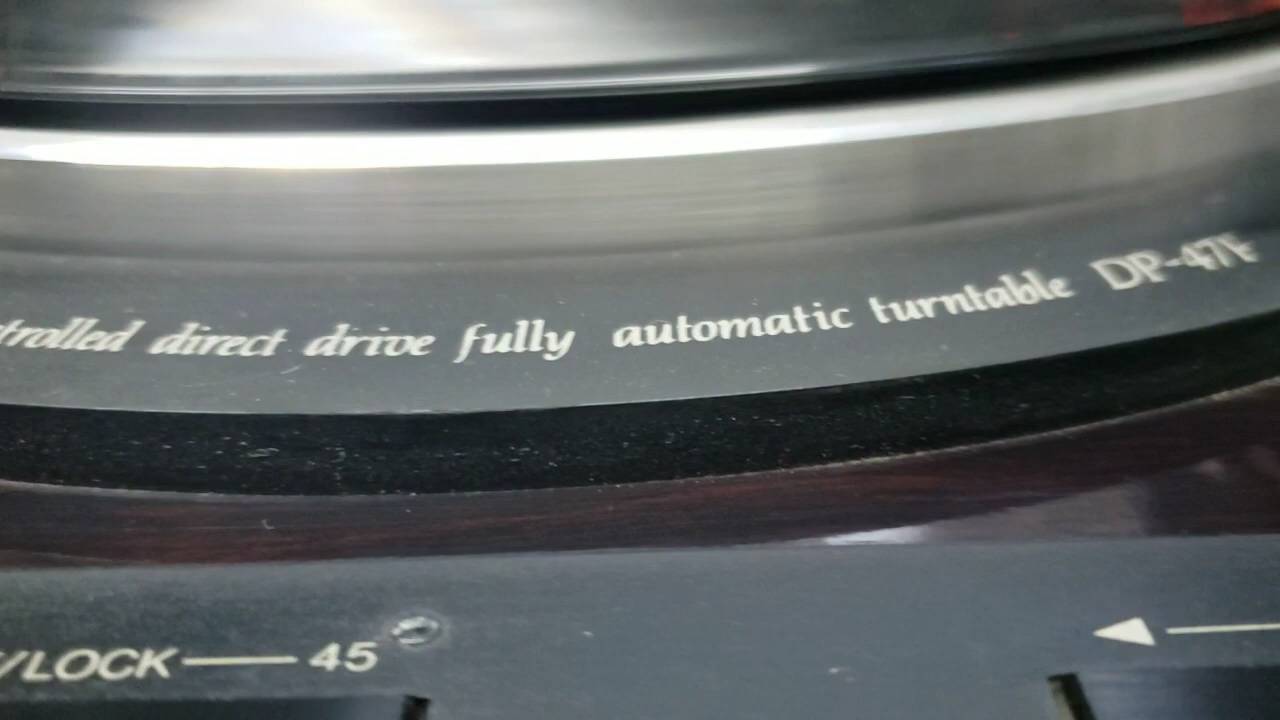 trolled direct drive fully automatic turntable DP-47F
/LOCK — 45